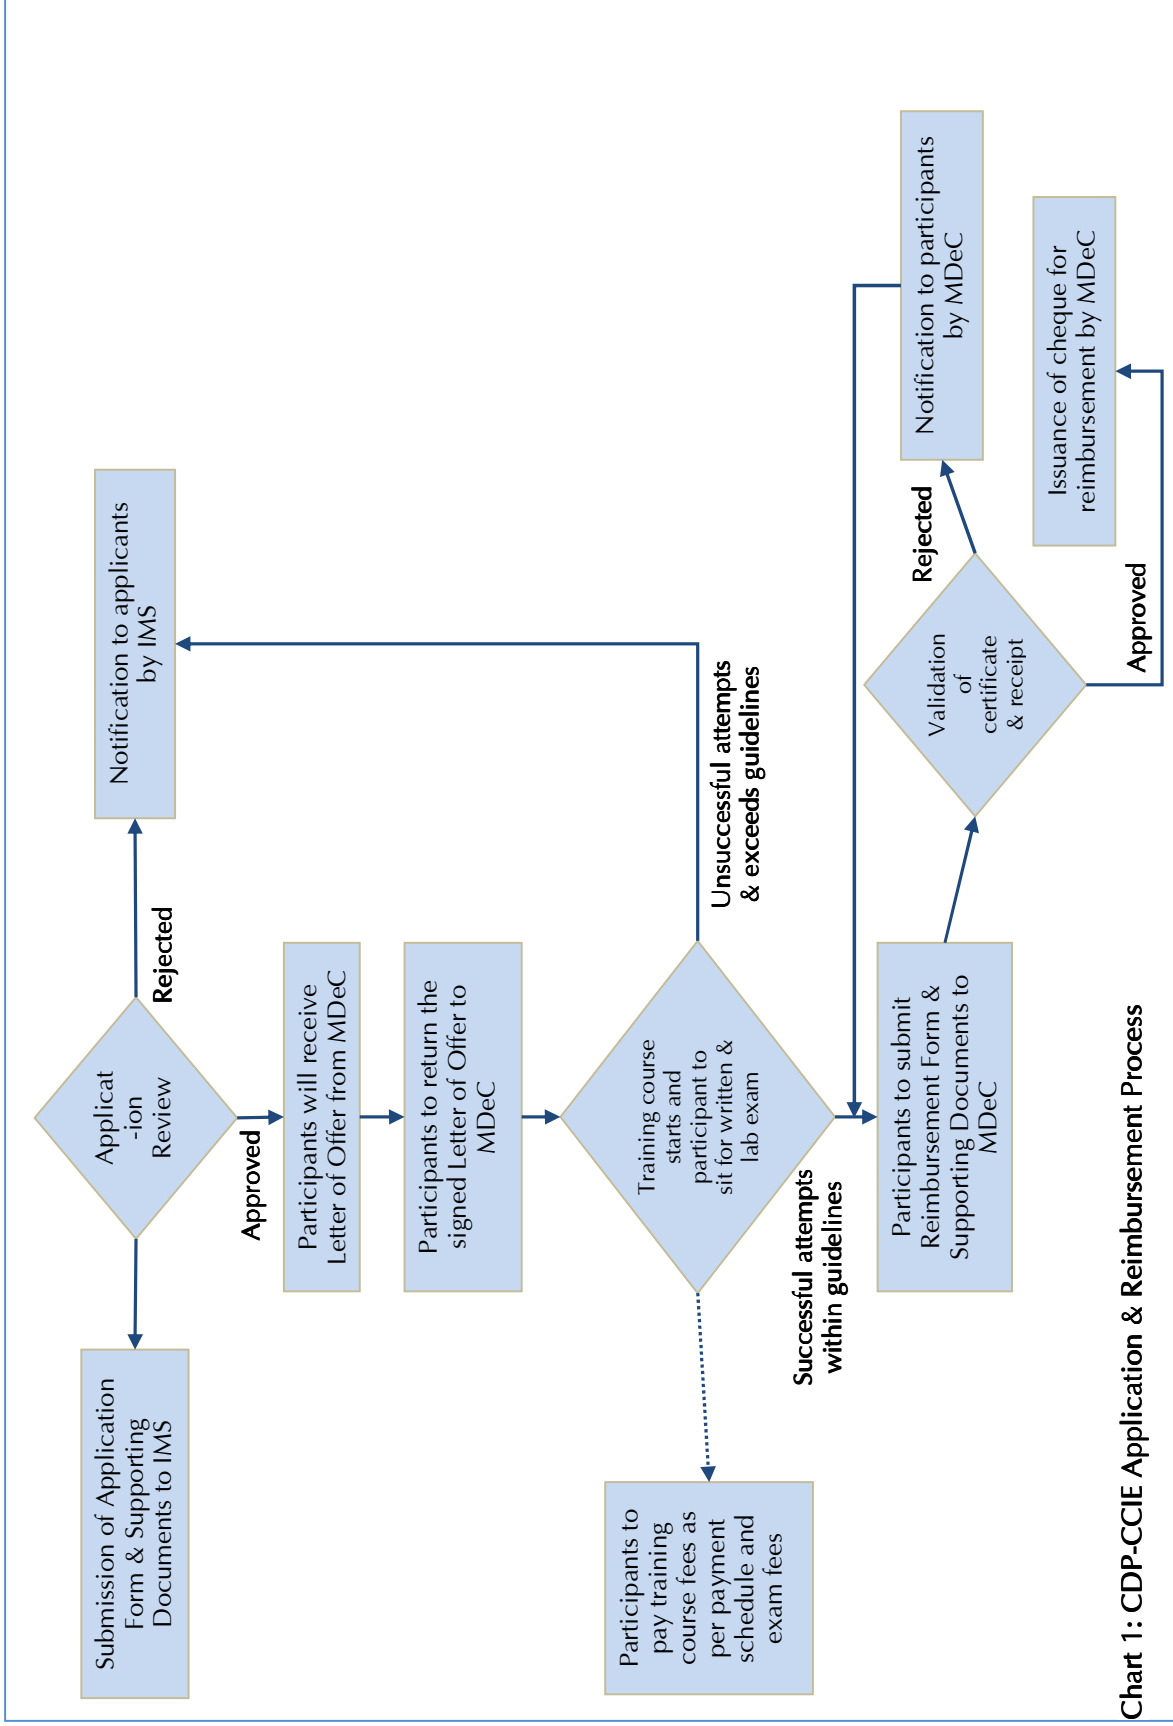 Submission of Application
Form & Supporting
Documents to IMS
Applicat
-ion
Review
Rejected
Notification to applicants
by IMS
Approved
Participants will receive
Letter of Offer from MDeC
Participants to return the
signed Letter of Offer to
MDeC
Training course
starts and
participant to
sit for written &
lab exam
Unsuccessful attempts
& exceeds guidelines
Participants to
pay training
course fees as
per payment
schedule and
exam fees
Successful attempts
within guidelines
Participants to submit
Reimbursement Form &
Supporting Documents to
MDeC
Validation
of
certificate
& receipt
Rejected
Notification to participants
by MDeC
Approved
Issuance of cheque for
reimbursement by MDeC
Chart 1: CDP-CCIE Application & Reimbursement Process